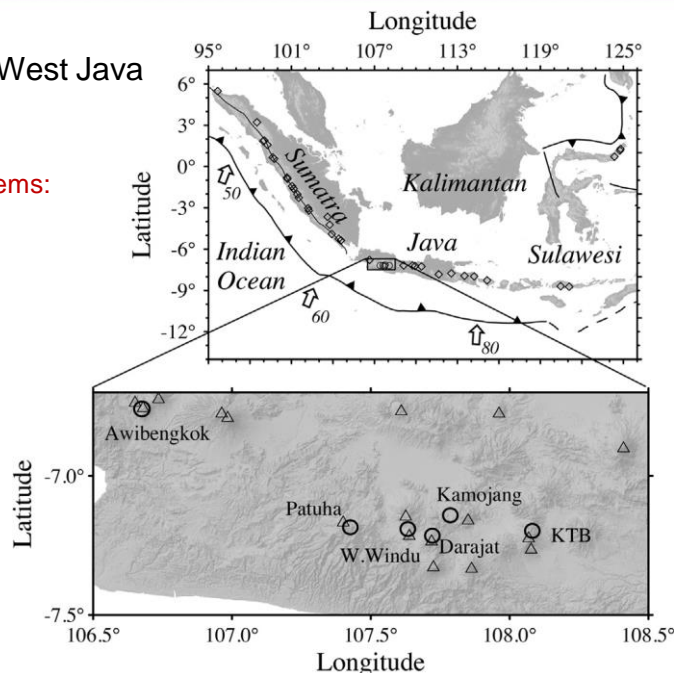 Longitude
95° 101° 107° 113° 119° 125°
West Java
6°
3°
ems:
0°
Sumatra
Kalimantan
50
-3°
Latitude
-6°
Java
Sulawesi
Indian
Ocean
-9°
60
80
-12°
Awibengkok
-7.0°
Kamojang
Patuha
KTB
W.Windu
Darajat
Latitude
-7.5°
106.5° 107.0° 107.5° 108.0° 108.5°
Longitude